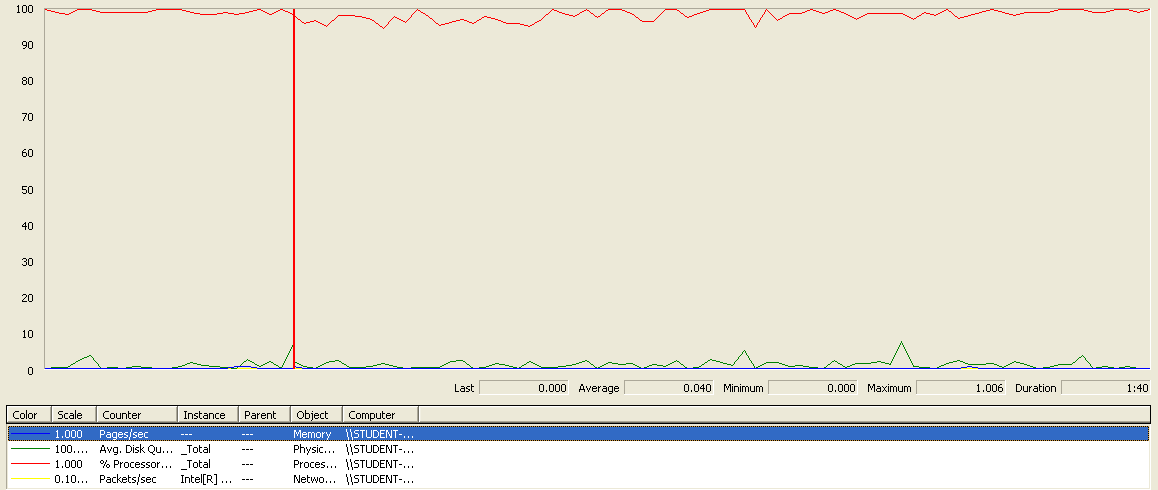 100
90
80
70
60
50
40
30
20
10
0
Last 0.000 Average 0.040 Minimum 0.000 Maximum 1.006 Duration 1:40
Color Scale Counter Instance Parent Object Computer
1.000 Pages/sec --- --- Memory \\STUDENT-...
100.... Avg. Disk Qu... _Total --- Physic... \\STUDENT-...
1.000 % Processor... _Total --- Proces... \\STUDENT-...
0.10... Packets/sec Intel[R] ... --- Netwo... \\STUDENT-...